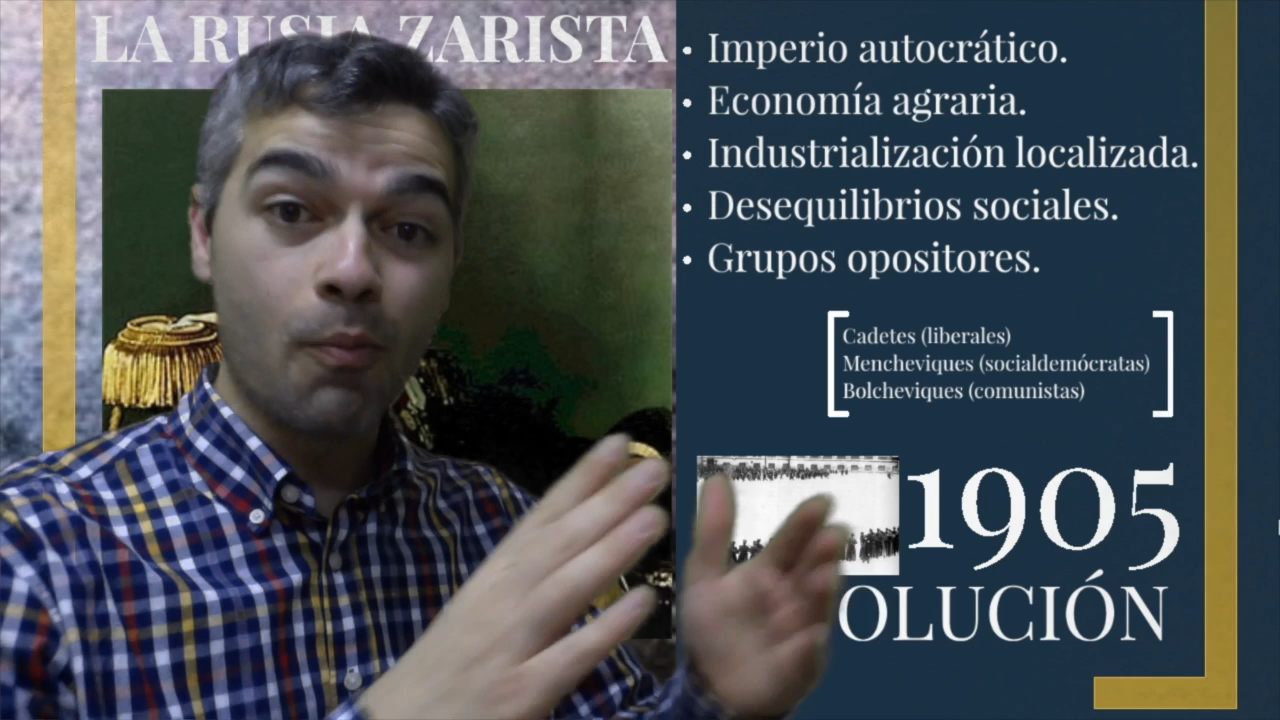 LA RUSIA ZARISTA
• Imperio autocrático.
• Economía agraria.
• Industrialización localizada.
• Desequilibrios sociales.
• Grupos opositores.
Cadetes (liberales)
Mencheviques (socialdemócratas)
Bolcheviques (comunistas)
1905
OLUCIÓN